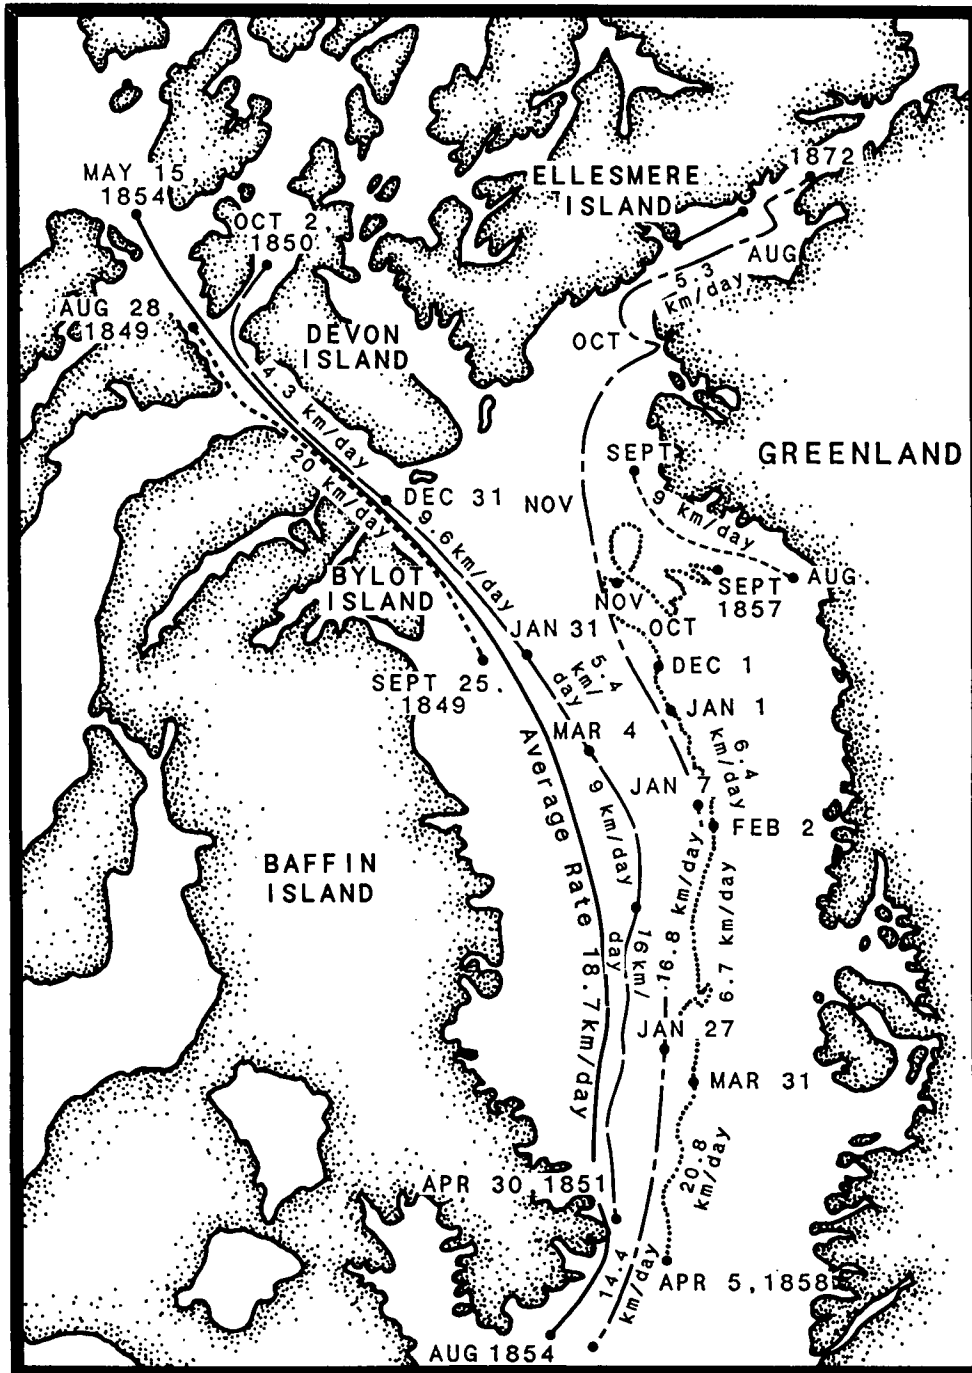 MAY 15,
1854
OCT 2,
1850
ELLESMERE
ISLAND
1872
AUG
5.3
km/day
AUG 28,
1849
DEVON
ISLAND
OCT
4.3 km/day
20 km/day
SEPT
GREENLAND
9 km/day
AUG.
DEC 31
NOV
9.6 km/day
BYLOT
ISLAND
SEPT
1857
NOV
OCT
JAN 31
DEC 1
SEPT 25,
1849
5.4
km/
day
JAN 1
MAR 4
6.4
km/day
JAN 7
FEB 2
Average Rate 18.7 km/day
9 km/day
BAFFIN
ISLAND
16 km/
day
16.8 km/day
6.7 km/day
JAN 27
MAR 31
20.8
km/day
APR 30, 1851
14.4
km/day
APR 5, 1858
AUG 1854